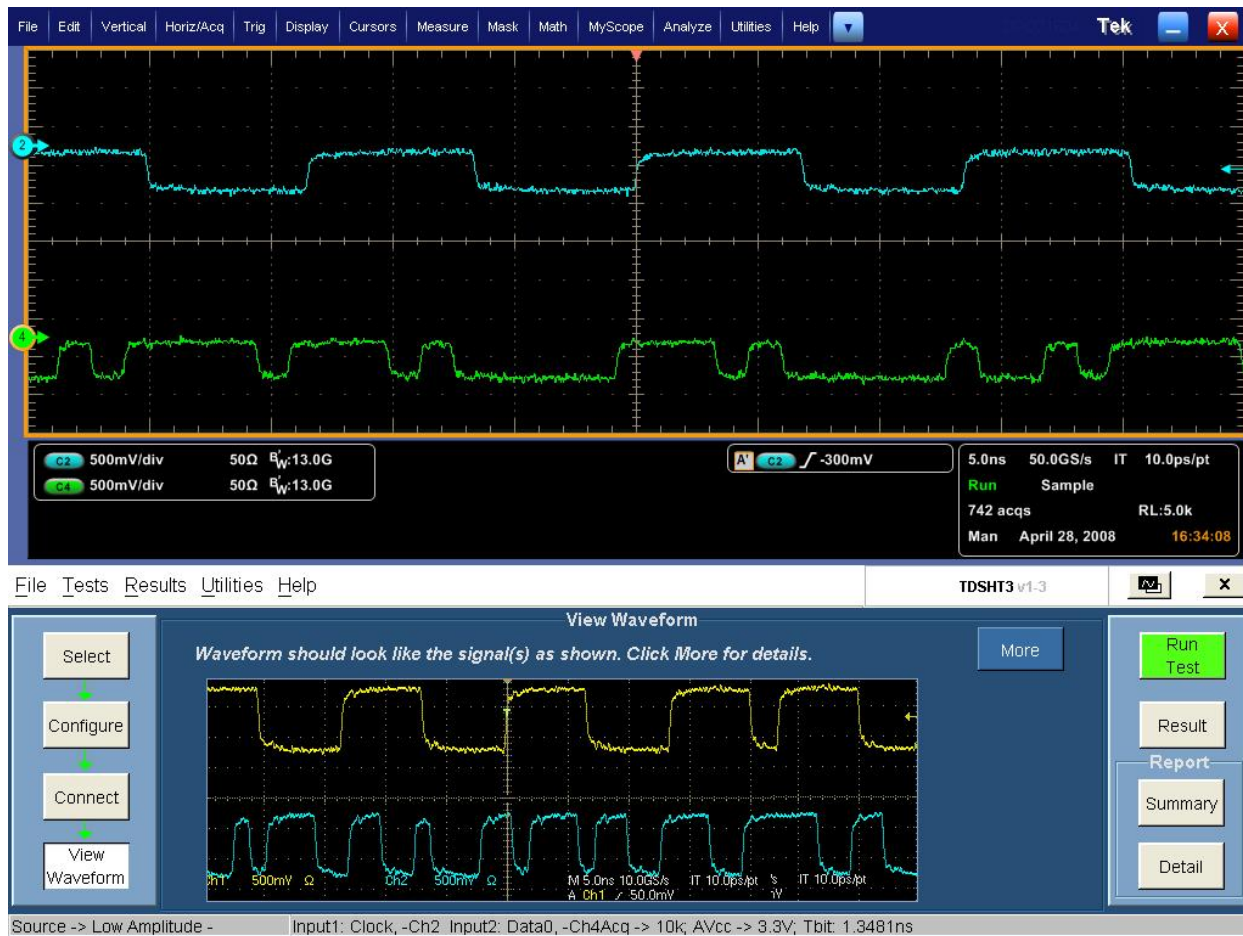 File Edit Vertical Horiz/Acq Trig Display Cursors Measure Mask Math MyScope Analyze Utilities Help Tek X
2
4
C2 500mV/div 50Ω BW:13.0G
C4 500mV/div 50Ω BW:13.0G
A' C2 -300mV
5.0ns 50.0GS/s IT 10.0ps/pt
Run Sample
742 acqs RL:5.0k
Man April 28, 2008 16:34:08
File Tests Results Utilities Help TDSHT3 v1-3 x
View Waveform
Waveform should look like the signal(s) as shown. Click More for details.
More
Select
Configure
Connect
View
Waveform
Ch1 500mV Ω Ch2 500mV Ω M 5.0ns 10.0GS/s IT 10.0ps/pt 's IT 10.0ps/pt
A Ch1 / 50.0mV
Run
Test
Result
Report
Summary
Detail
Source -> Low Amplitude - Input1: Clock, -Ch2 Input2: Data0, -Ch4Acq -> 10k; AVcc -> 3.3V; Tbit: 1.3481ns